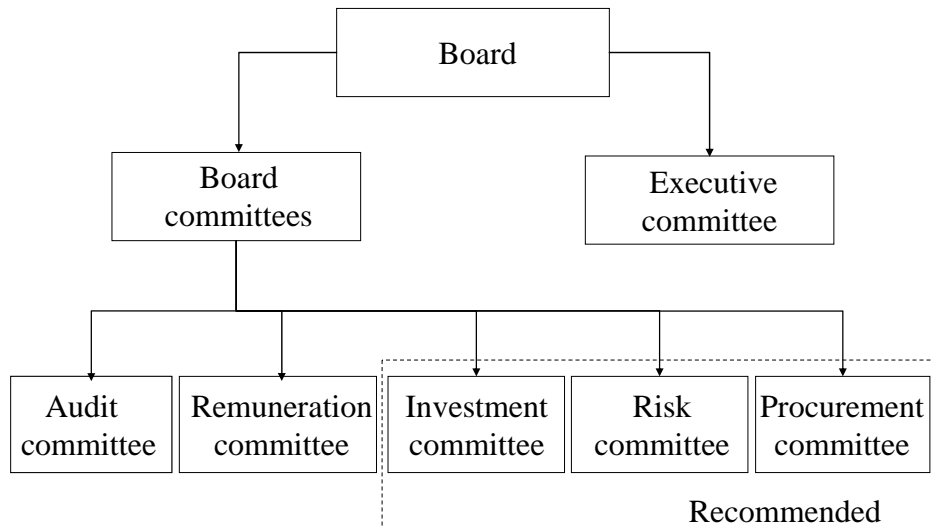 Board
Board
committees
Executive
committee
Audit
committee
Remuneration
committee
Investment
committee
Risk
committee
Procurement
committee
Recommended